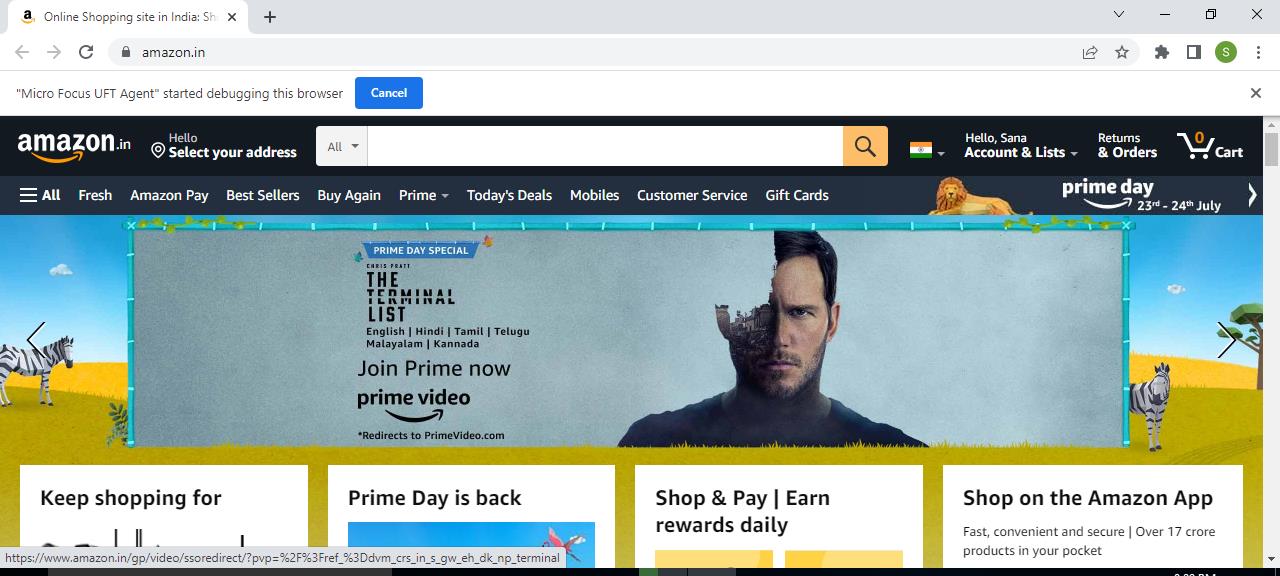 Online Shopping site in India: Sh
amazon.in
S
"Micro Focus UFT Agent" started debugging this browser
Cancel
amazon.in
Hello
Select your address
All
Hello, Sana
Account & Lists
Returns
& Orders
0
Cart
All
Fresh
Amazon Pay
Best Sellers
Buy Again
Prime
Today's Deals
Mobiles
Customer Service
Gift Cards
prime day
23rd - 24th July
PRIME DAY SPECIAL
CHRIS PRATT
THE
TERMINAL
LIST
English | Hindi | Tamil | Telugu
Malayalam | Kannada
Join Prime now
prime video
*Redirects to PrimeVideo.com
Keep shopping for
Prime Day is back
Shop & Pay | Earn
rewards daily
Shop on the Amazon App
Fast, convenient and secure | Over 17 crore
products in your pocket
https://www.amazon.in/gp/video/ssoredirect/?pvp=%2F%3Fref_%3Ddvm_crs_in_s_gw_eh_dk_np_terminal